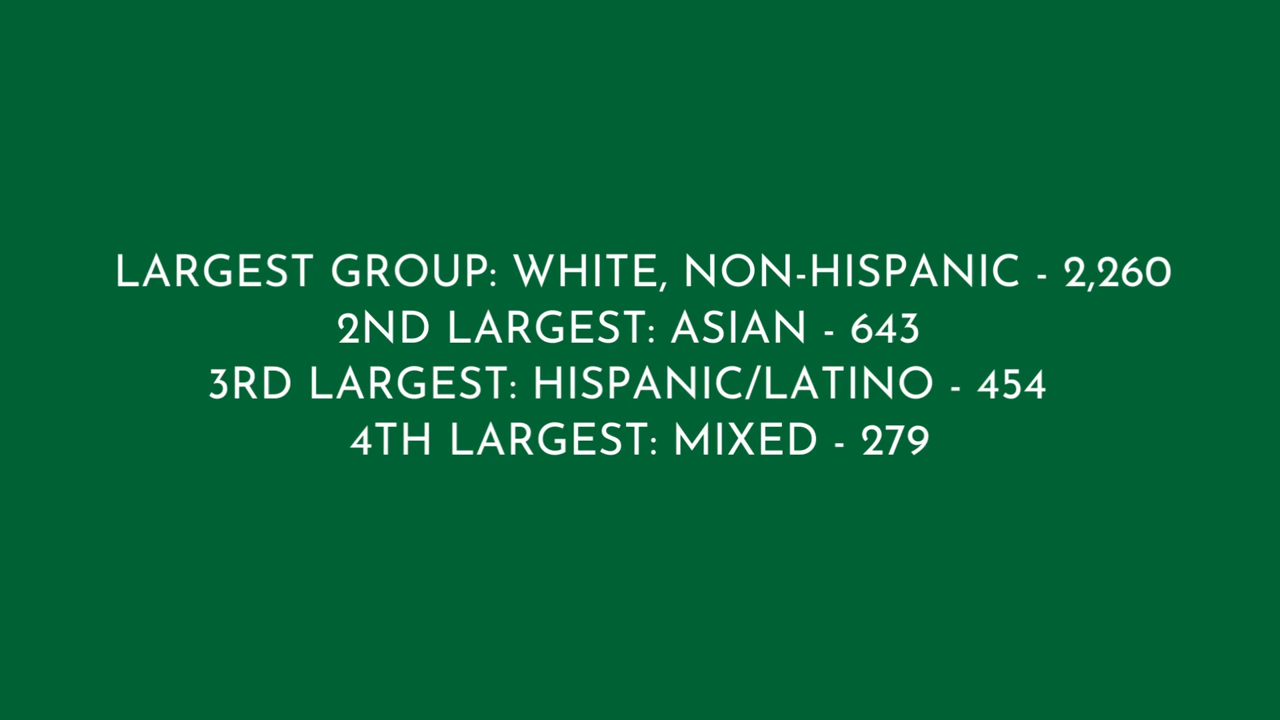 LARGEST GROUP: WHITE, NON-HISPANIC - 2,260
2ND LARGEST: ASIAN - 643
3RD LARGEST: HISPANIC/LATINO - 454
4TH LARGEST: MIXED - 279